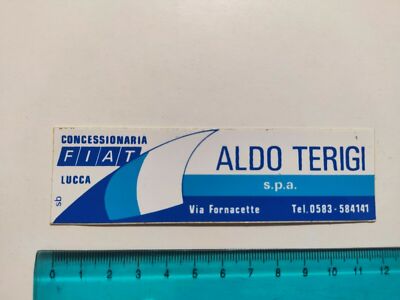 CONCESSIONARIA
FIAT
LUCCA
sb
ALDO TERIGI
s.p.a.
Via Fornacette Tel.0583-584141
0 1 2 3 4 5 6 7 8 9 10 11 12